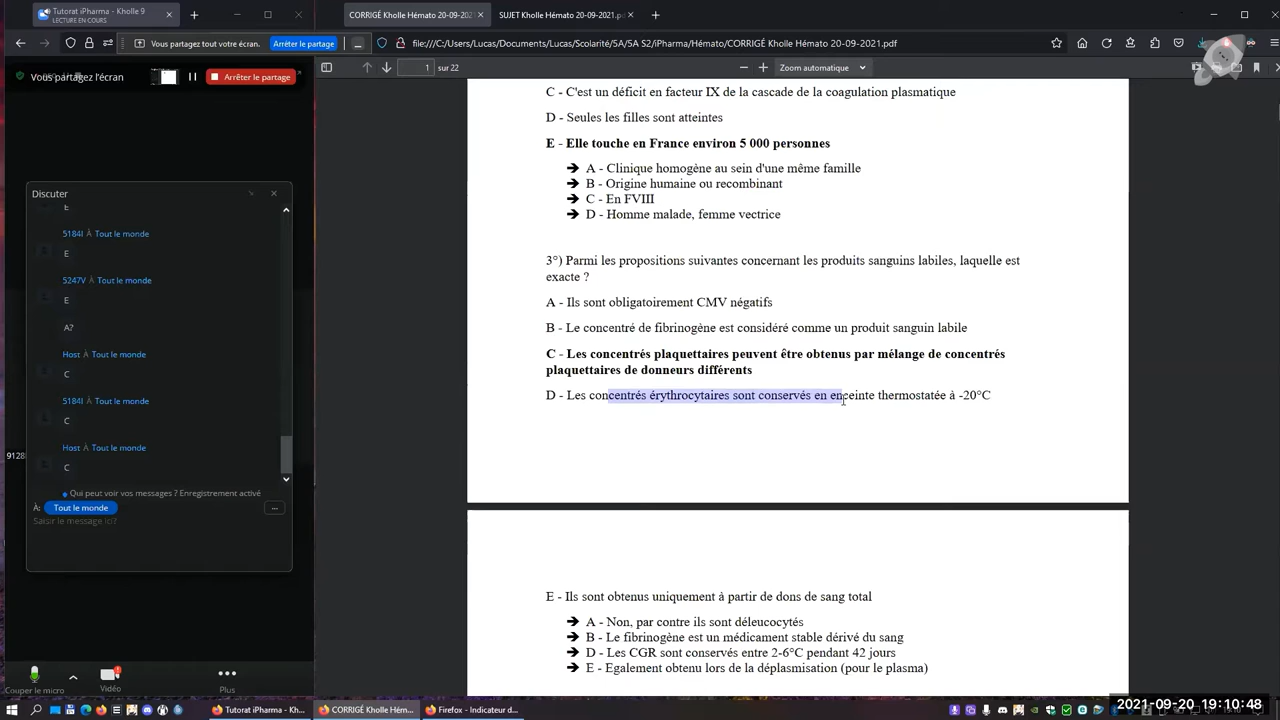 Tutorat iPharma - Kholle 9
LECTURE EN COURS
CORRIGÉ Kholle Hémato 20-09-2021
SUJET Kholle Hémato 20-09-2021.pd
Vous partagez tout écran.
Arrêter le partage
file:///C:/Users/Lucas/Documents/Lucas/Scolarité/5A/5A S2/iPharma/Hémato/CORRIGÉ Kholle Hémato 20-09-2021.pdf
Vous partagez l'écran
Arrêter le partage
1 sur 22
Zoom automatique
C - C'est un déficit en facteur IX de la cascade de la coagulation plasmatique
D - Seules les filles sont atteintes
E - Elle touche en France environ 5 000 personnes
➔ A - Clinique homogène au sein d'une même famille
➔ B - Origine humaine ou recombinant
➔ C - En FVIII
➔ D - Homme malade, femme vectrice
3°) Parmi les propositions suivantes concernant les produits sanguins labiles, laquelle est
exacte ?
A - Ils sont obligatoirement CMV négatifs
B - Le concentré de fibrinogène est considéré comme un produit sanguin labile
C - Les concentrés plaquettaires peuvent être obtenus par mélange de concentrés
plaquettaires de donneurs différents
D - Les concentrés érythrocytaires sont conservés en enceinte thermostatée à -20°C
E - Ils sont obtenus uniquement à partir de dons de sang total
➔ A - Non, par contre ils sont déleucocytés
➔ B - Le fibrinogène est un médicament stable dérivé du sang
➔ D - Les CGR sont conservés entre 2-6°C pendant 42 jours
➔ E - Egalement obtenu lors de la déplasmisation (pour le plasma)
Discuter
E
5184I À Tout le monde
E
5247V À Tout le monde
E
A?
Host À Tout le monde
C
5184I À Tout le monde
C
Host À Tout le monde
C
9128
Qui peut voir vos messages ? Enregistrement activé
À: Tout le monde
Saisir le message ici?
Couper le micro
Vidéo
Plus
Tutorat iPharma - Kh...
CORRIGÉ Kholle Hém...
Firefox - Indicateur d...
2021-09-20 19:10:48